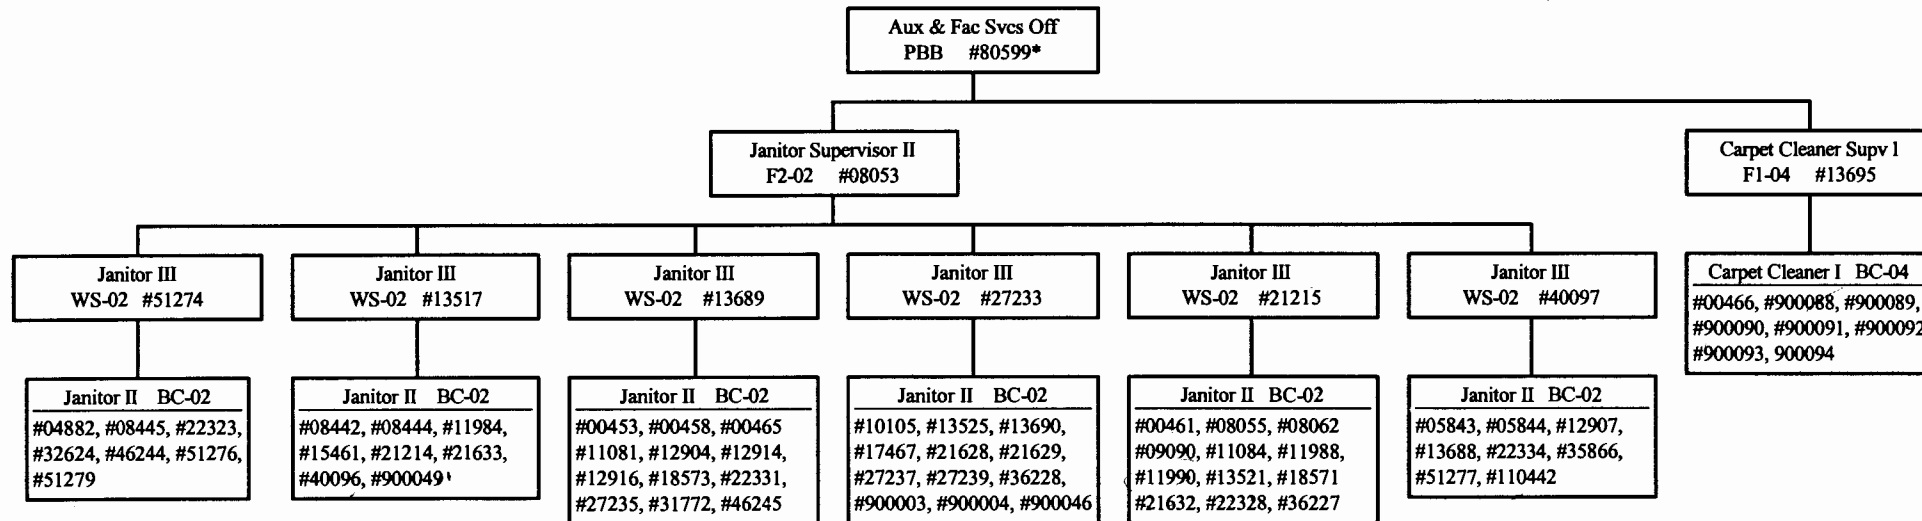 Aux & Fac Svcs Off
PBB #80599*
Janitor Supervisor II
F2-02 #08053
Carpet Cleaner Supv 1
F1-04 #13695
Janitor III
WS-02 #51274
Janitor III
WS-02 #13517
Janitor III
WS-02 #13689
Janitor III
WS-02 #27233
Janitor III
WS-02 #21215
Janitor III
WS-02 #40097
Carpet Cleaner I BC-04
#00466, #900088, #900089,
#900090, #900091, #900092
#900093, 900094
Janitor II BC-02
#04882, #08445, #22323,
#32624, #46244, #51276,
#51279
Janitor II BC-02
#08442, #08444, #11984,
#15461, #21214, #21633,
#40096, #900049
Janitor II BC-02
#00453, #00458, #00465
#11081, #12904, #12914,
#12916, #18573, #22331,
#27235, #31772, #46245
Janitor II BC-02
#10105, #13525, #13690,
#17467, #21628, #21629,
#27237, #27239, #36228,
#900003, #900004, #900046
Janitor II BC-02
#00461, #08055, #08062
#09090, #11084, #11988,
#11990, #13521, #18571
#21632, #22328, #36227
Janitor II BC-02
#05843, #05844, #12907,
#13688, #22334, #35866,
#51277, #110442